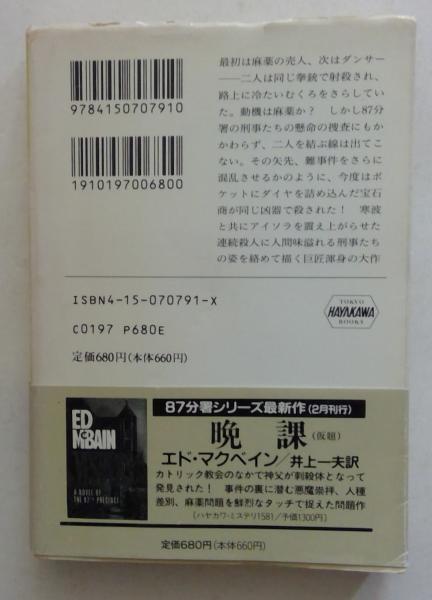 9784150707910
1910197006800
最初は麻薬の売人、次はダンサー
――二人は同じ拳銃で射殺され、
路上に冷たいむくろをさらしてい
た。動機は麻薬か？ しかし87分
署の刑事たちの懸命の捜査にもか
かわらず、二人を結ぶ線は出てこ
ない。その矢先、難事件をさらに
混乱させるかのように、今度はポ
ケットにダイヤを詰め込んだ宝石
商が同じ凶器で殺された！ 寒波
と共にアイソラを震え上がらせた
連続殺人に人間味溢れる刑事たち
の姿を絡めて描く巨匠渾身の大作
ISBN4-15-070791-X
C0197 P680E
定価680円(本体660円)
TOKYO
HAYAKAWA
BOOKS
87分署シリーズ最新作(2月刊行)
晩課(仮題)
エド・マクベイン／井上一夫訳
カトリック教会のなかで神父が刺殺体となって
発見された！ 事件の裏に潜む悪魔崇拝、人種
差別、麻薬問題を鮮烈なタッチで捉えた問題作
[ハヤカワ・ミステリ1581／予価1300円]
ED
McBAIN
A NOVEL OF
THE 87TH PRECINCT
定価680円(本体660円)